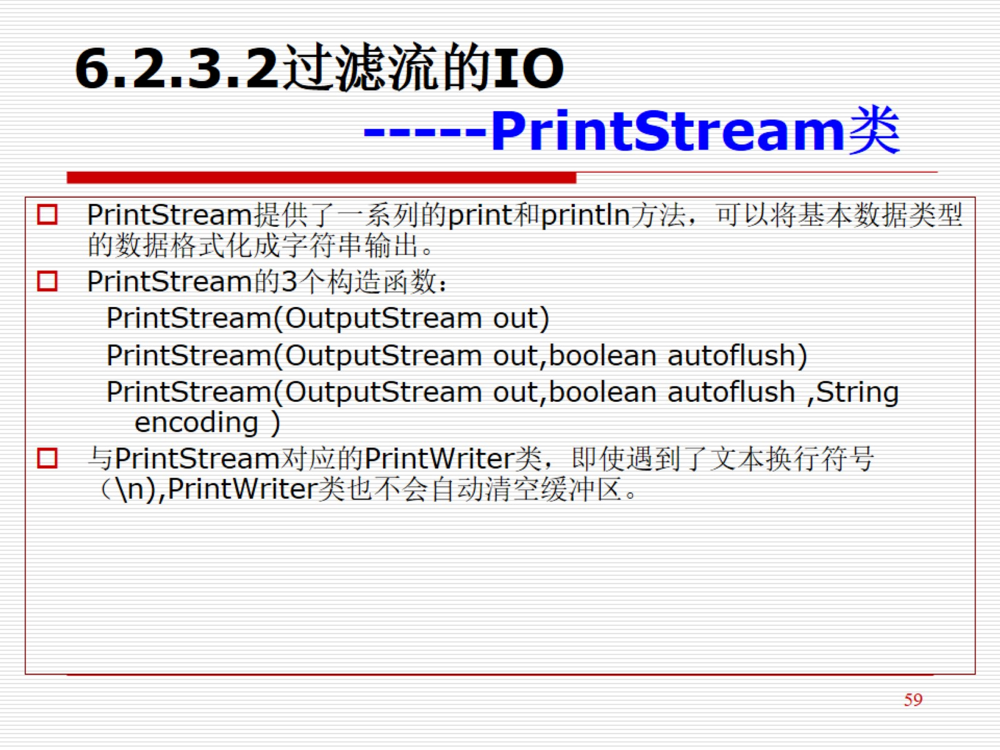 6.2.3.2过滤流的IO
-----PrintStream类
PrintStream提供了一系列的print和println方法，可以将基本数据类型
的数据格式化成字符串输出。
PrintStream的3个构造函数：
PrintStream(OutputStream out)
PrintStream(OutputStream out,boolean autoflush)
PrintStream(OutputStream out,boolean autoflush ,String
encoding )
与PrintStream对应的PrintWriter类，即使遇到了文本换行符号
（\n),PrintWriter类也不会自动清空缓冲区。
59